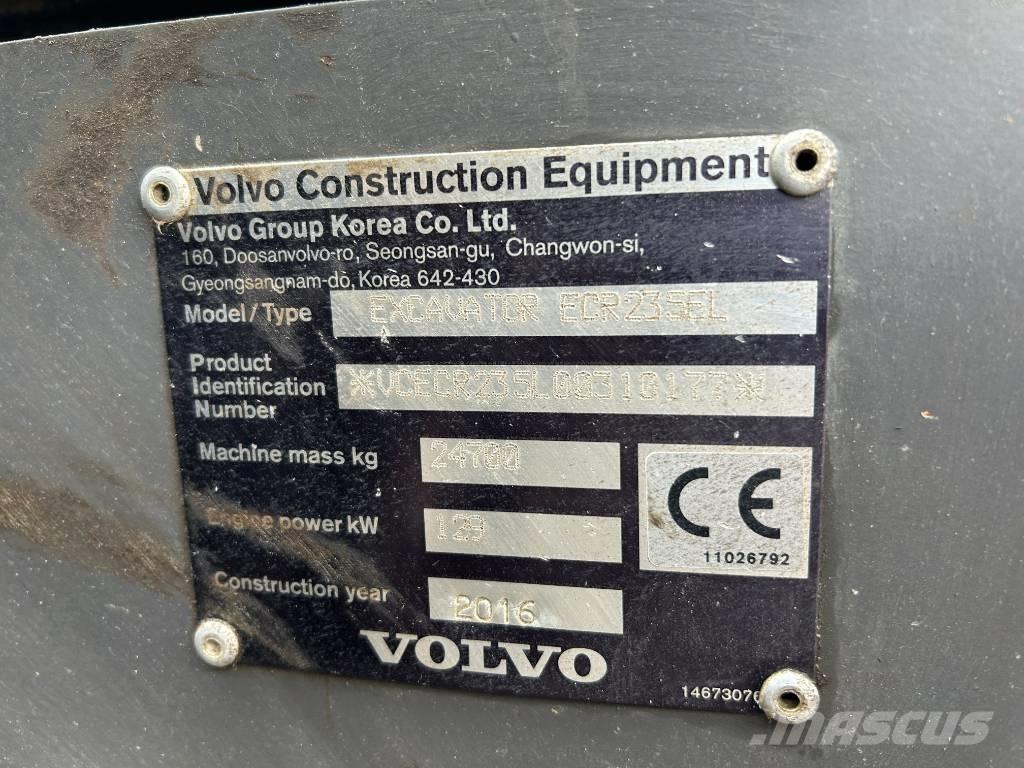 Volvo Construction Equipment
Volvo Group Korea Co. Ltd.
160, Doosanvolvo-ro, Seongsan-gu, Changwon-si,
Gyeongsangnam-do, Korea 642-430
Model/Type EXCAVATOR ECR235EL
Product
Identification *VCECR235L00310177*
Number
Machine mass kg 24700
Engine power kW 129
CE
11026792
Construction year 2016
VOLVO
1467307
MASCUS